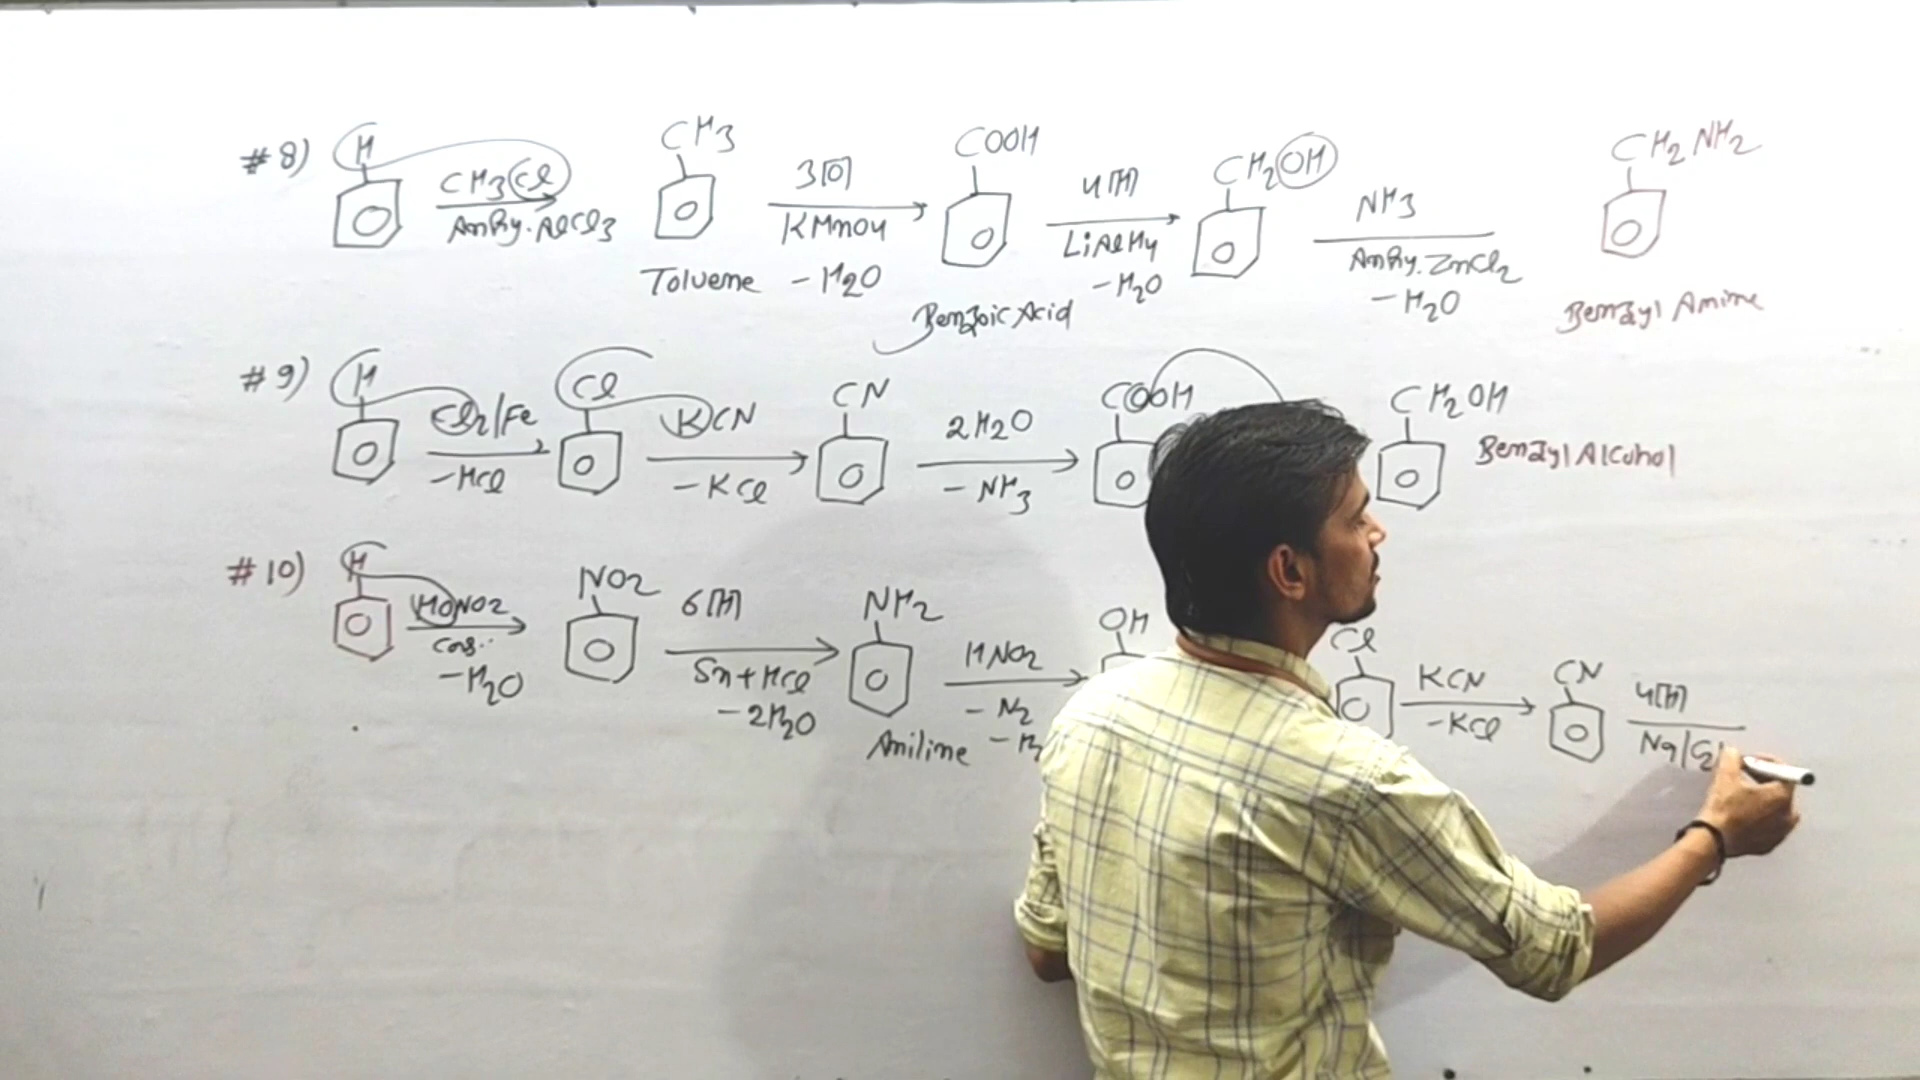 #8) H CH3Cl Anhy. AlCl3 CH3 Toluene 3[O] KMnO4 -H2O COOH Benzoic Acid 4[H] LiAlH4 -H2O CH2OH NH3 Anhy. ZnCl2 -H2O CH2NH2 Benzyl Amine
#9) H Cl2/Fe -HCl Cl KCN -KCl CN 2H2O -NH3 COOH CH2OH Benzyl Alcohol
#10) H HONO2 -H2O NO2 6[H] Sn+HCl -2H2O NH2 Aniline HNO2 -N2 OH Cl KCN -KCl CN 4[H] Na/C2